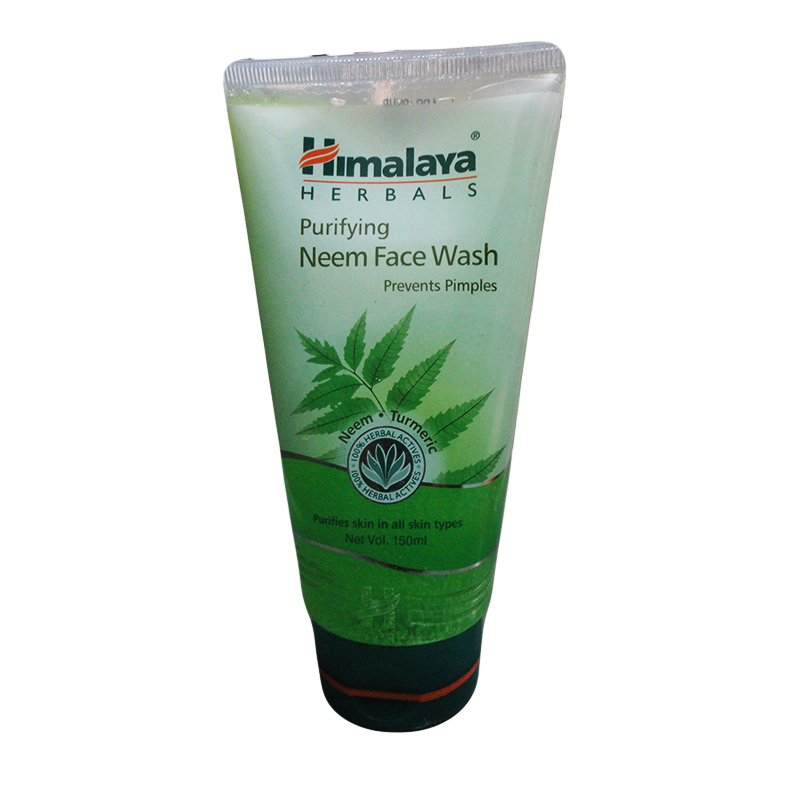 Himalaya®
HERBALS
Purifying
Neem Face Wash
Prevents Pimples
Neem • Turmeric
100% HERBAL ACTIVES
100% HERBAL ACTIVES
Purifies skin in all skin types
Net Vol. 150ml
H